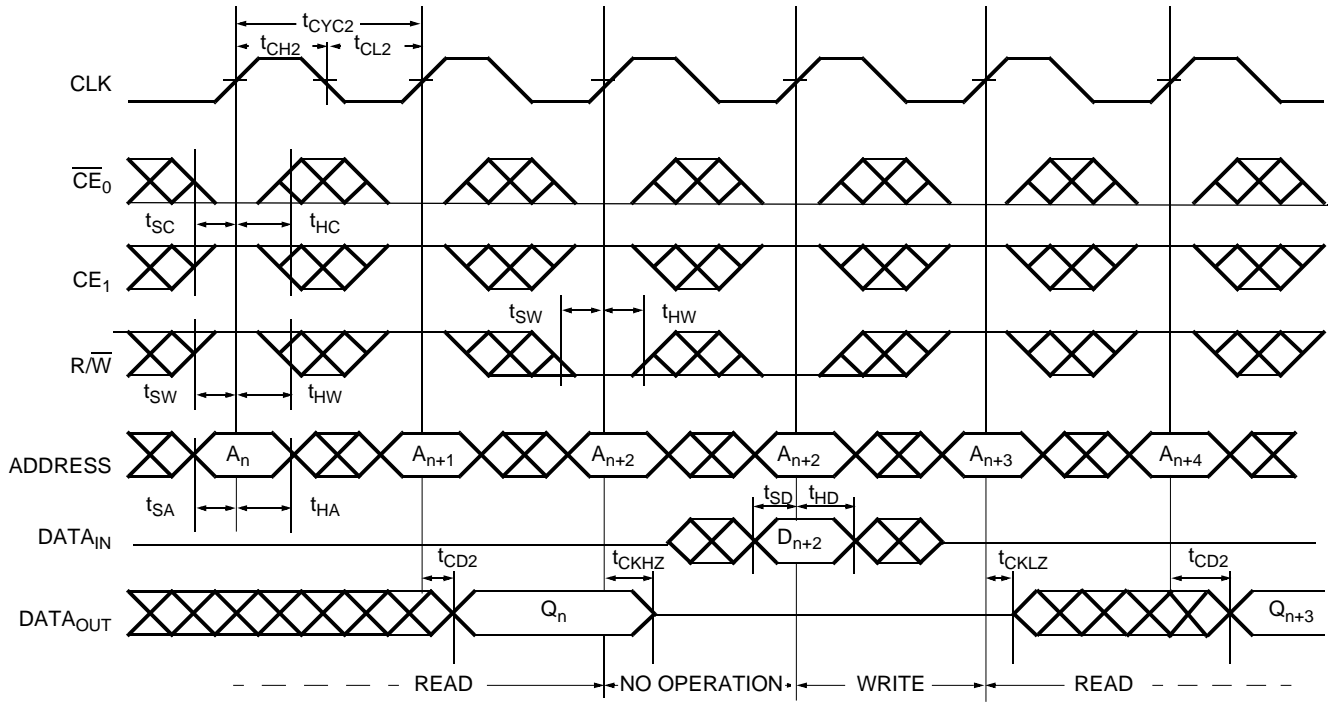 tCYC2
tCH2 tCL2
CLK
CE0
tSC tHC
CE1
tSW tHW
R/W
tSW tHW
ADDRESS An An+1 An+2 An+2 An+3 An+4
tSA tHA tSD tHD
DATAIN Dn+2
tCD2 tCKHZ tCKLZ tCD2
DATAOUT Qn Qn+3
READ NO OPERATION WRITE READ